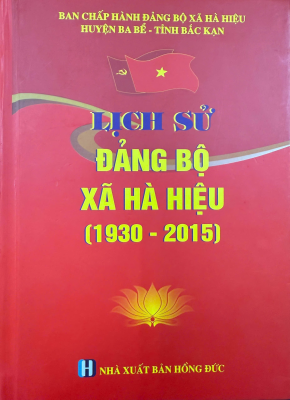 BAN CHẤP HÀNH ĐẢNG BỘ XÃ HÀ HIỆU
HUYỆN BA BỂ - TỈNH BẮC KẠN
LỊCH SỬ
ĐẢNG BỘ
XÃ HÀ HIỆU
(1930 - 2015)
H NHÀ XUẤT BẢN HỒNG ĐỨC